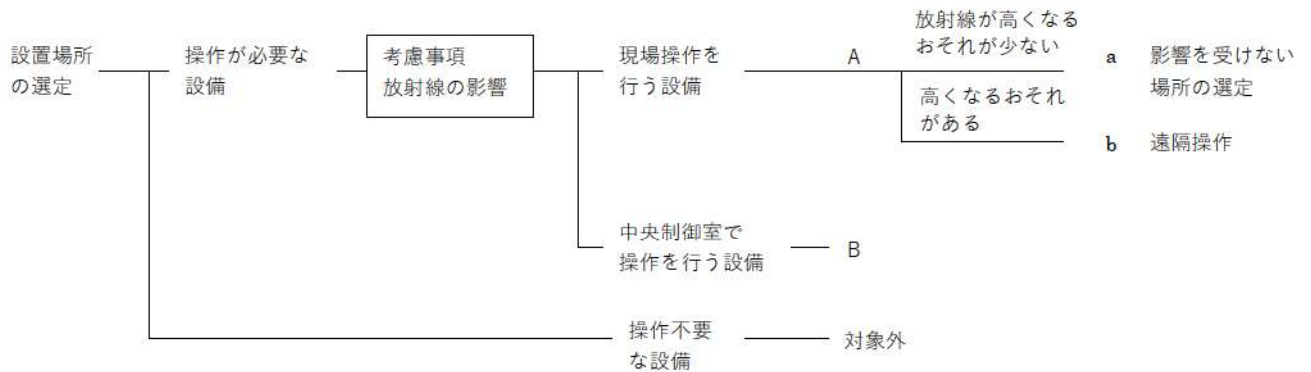 設置場所
の選定
操作が必要な
設備
考慮事項
放射線の影響
現場操作を
行う設備
A
放射線が高くなる
おそれが少ない
a 影響を受けない
場所の選定
高くなるおそれ
がある
b 遠隔操作
中央制御室で
操作を行う設備
B
操作不要
な設備
対象外